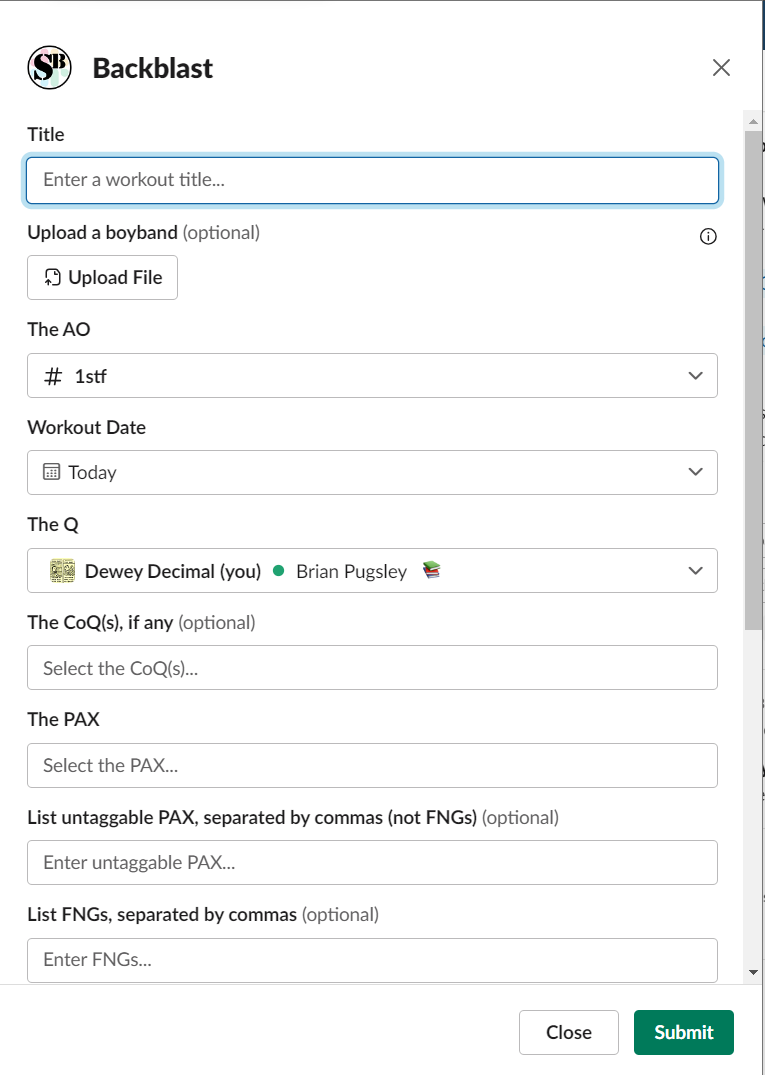 SB Backblast
Title
Enter a workout title...
Upload a boyband (optional)
Upload File
The AO
# 1stf
Workout Date
Today
The Q
Dewey Decimal (you) Brian Pugsley
The CoQ(s), if any (optional)
Select the CoQ(s)...
The PAX
Select the PAX...
List untaggable PAX, separated by commas (not FNGs) (optional)
Enter untaggable PAX...
List FNGs, separated by commas (optional)
Enter FNGs...
Close Submit